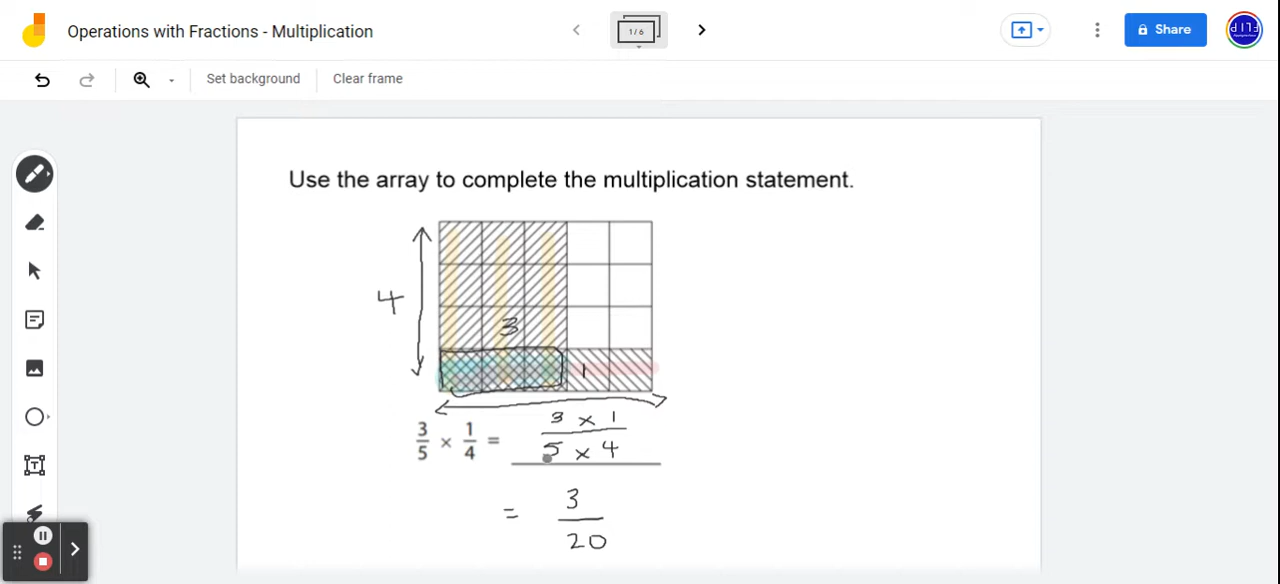 Operations with Fractions - Multiplication
1/6
Share
FLIP
Set background
Clear frame
Use the array to complete the multiplication statement.
4
3
1
3/5 × 1/4 = 3 × 1 / 5 × 4
= 3/20